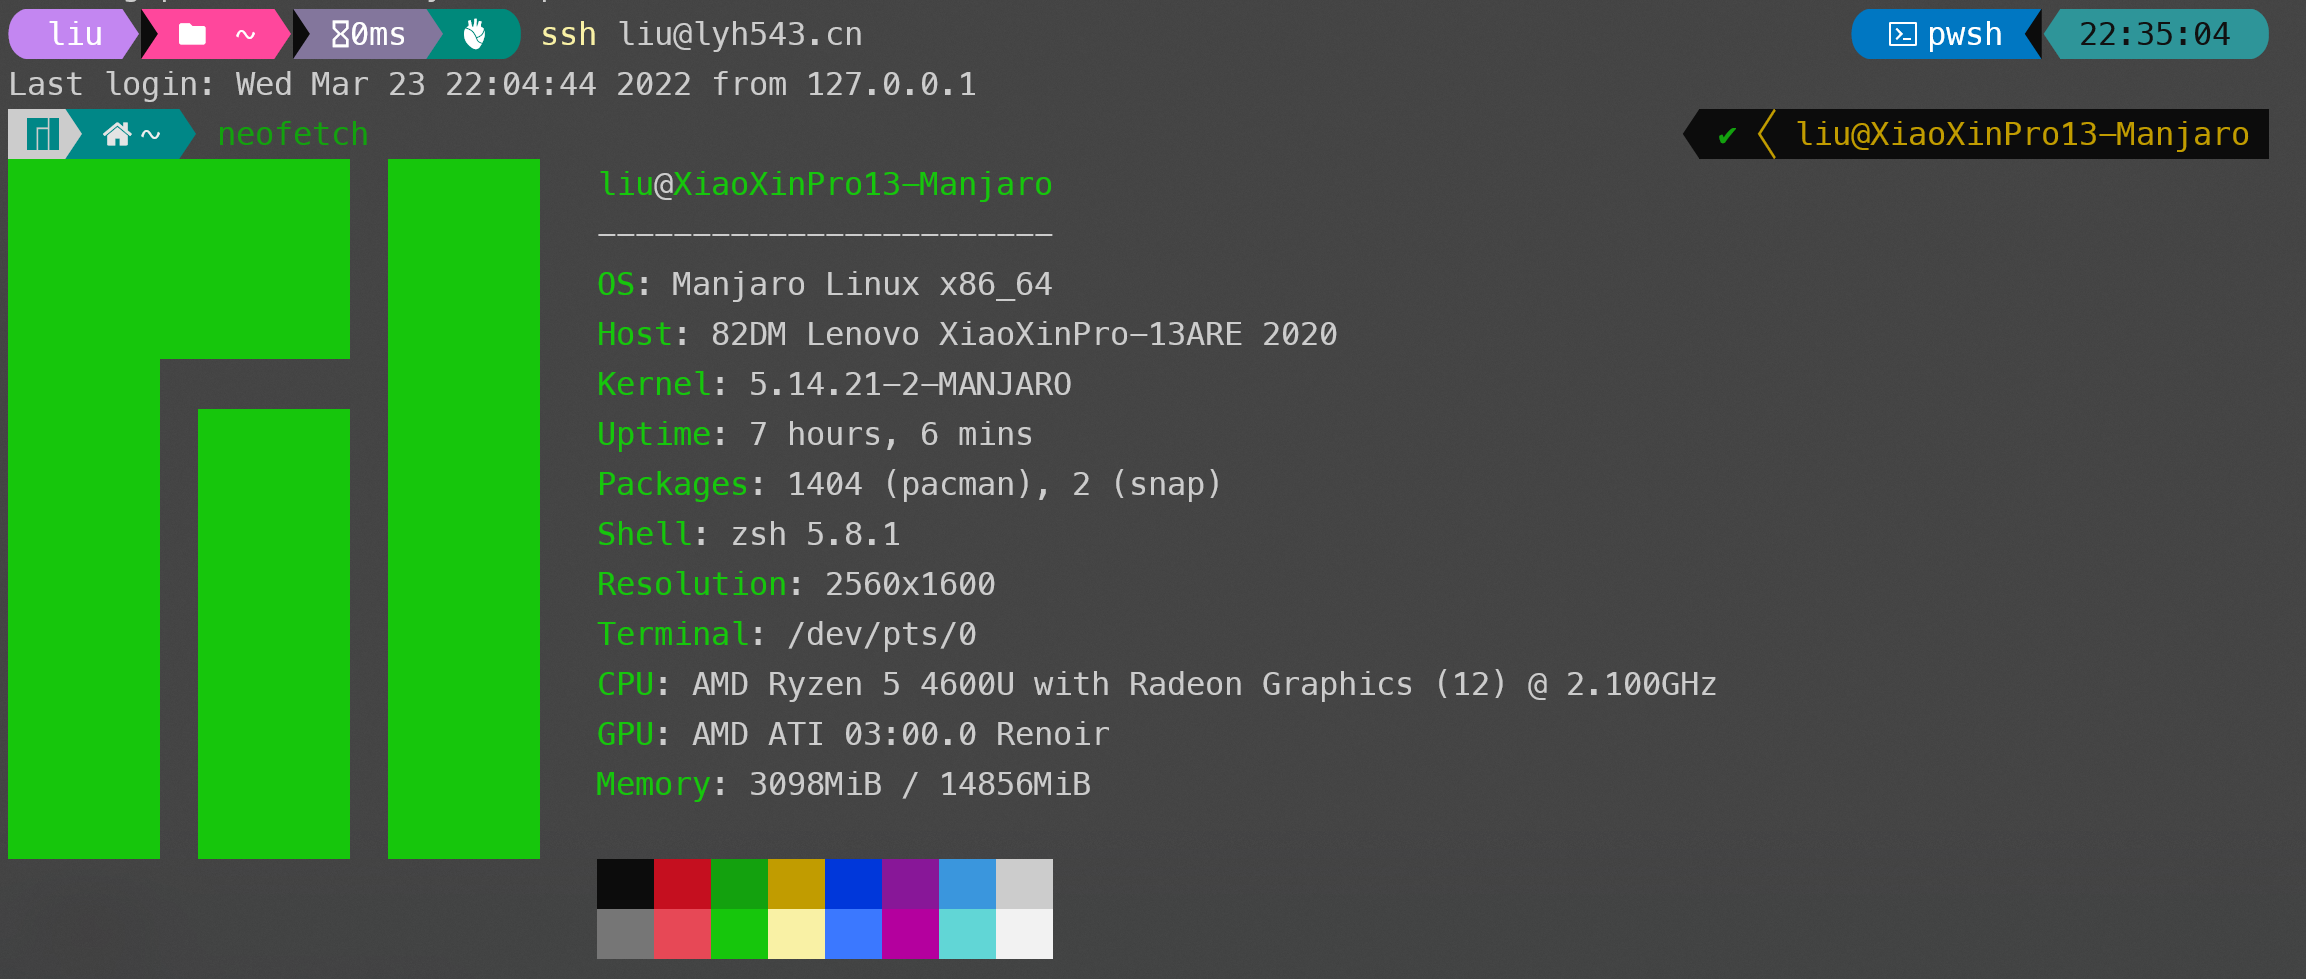 liu ~ 0ms ssh liu@lyh543.cn pwsh 22:35:04
Last login: Wed Mar 23 22:04:44 2022 from 127.0.0.1
~ neofetch ✔ liu@XiaoXinPro13-Manjaro
liu@XiaoXinPro13-Manjaro
------------------------
OS: Manjaro Linux x86_64
Host: 82DM Lenovo XiaoXinPro-13ARE 2020
Kernel: 5.14.21-2-MANJARO
Uptime: 7 hours, 6 mins
Packages: 1404 (pacman), 2 (snap)
Shell: zsh 5.8.1
Resolution: 2560x1600
Terminal: /dev/pts/0
CPU: AMD Ryzen 5 4600U with Radeon Graphics (12) @ 2.100GHz
GPU: AMD ATI 03:00.0 Renoir
Memory: 3098MiB / 14856MiB